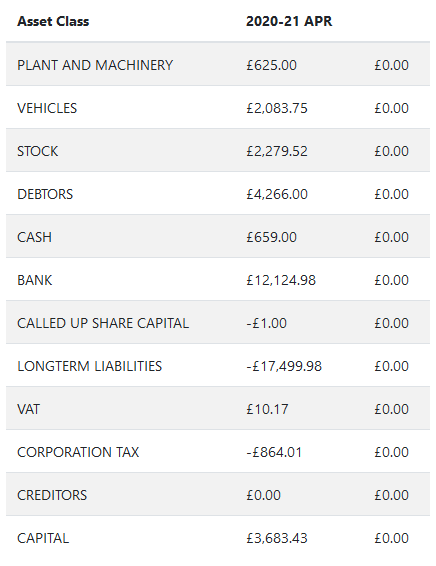 Asset Class 2020-21 APR
PLANT AND MACHINERY £625.00 £0.00
VEHICLES £2,083.75 £0.00
STOCK £2,279.52 £0.00
DEBTORS £4,266.00 £0.00
CASH £659.00 £0.00
BANK £12,124.98 £0.00
CALLED UP SHARE CAPITAL -£1.00 £0.00
LONGTERM LIABILITIES -£17,499.98 £0.00
VAT £10.17 £0.00
CORPORATION TAX -£864.01 £0.00
CREDITORS £0.00 £0.00
CAPITAL £3,683.43 £0.00